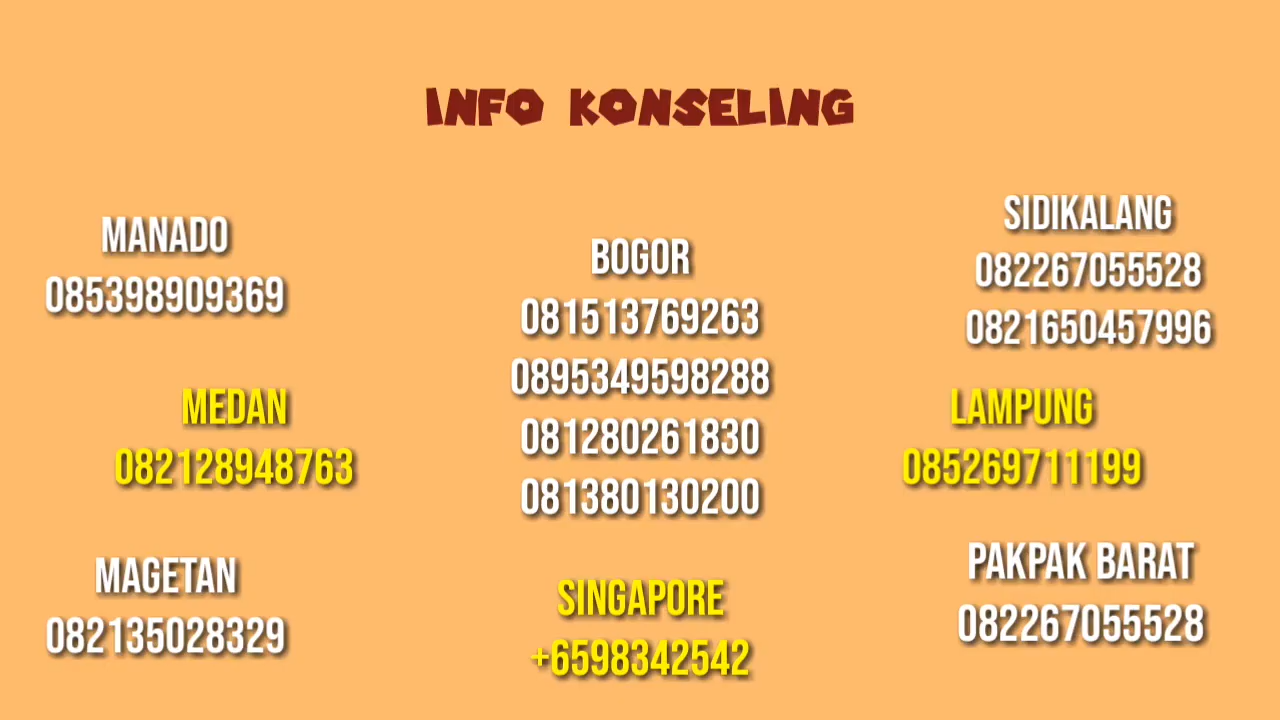 INFO KONSELING
MANADO
085398909369
MEDAN
082128948763
MAGETAN
082135028329
BOGOR
081513769263
0895349598288
081280261830
081380130200
SINGAPORE
+6598342542
SIDIKALANG
082267055528
0821650457996
LAMPUNG
085269711199
PAKPAK BARAT
082267055528